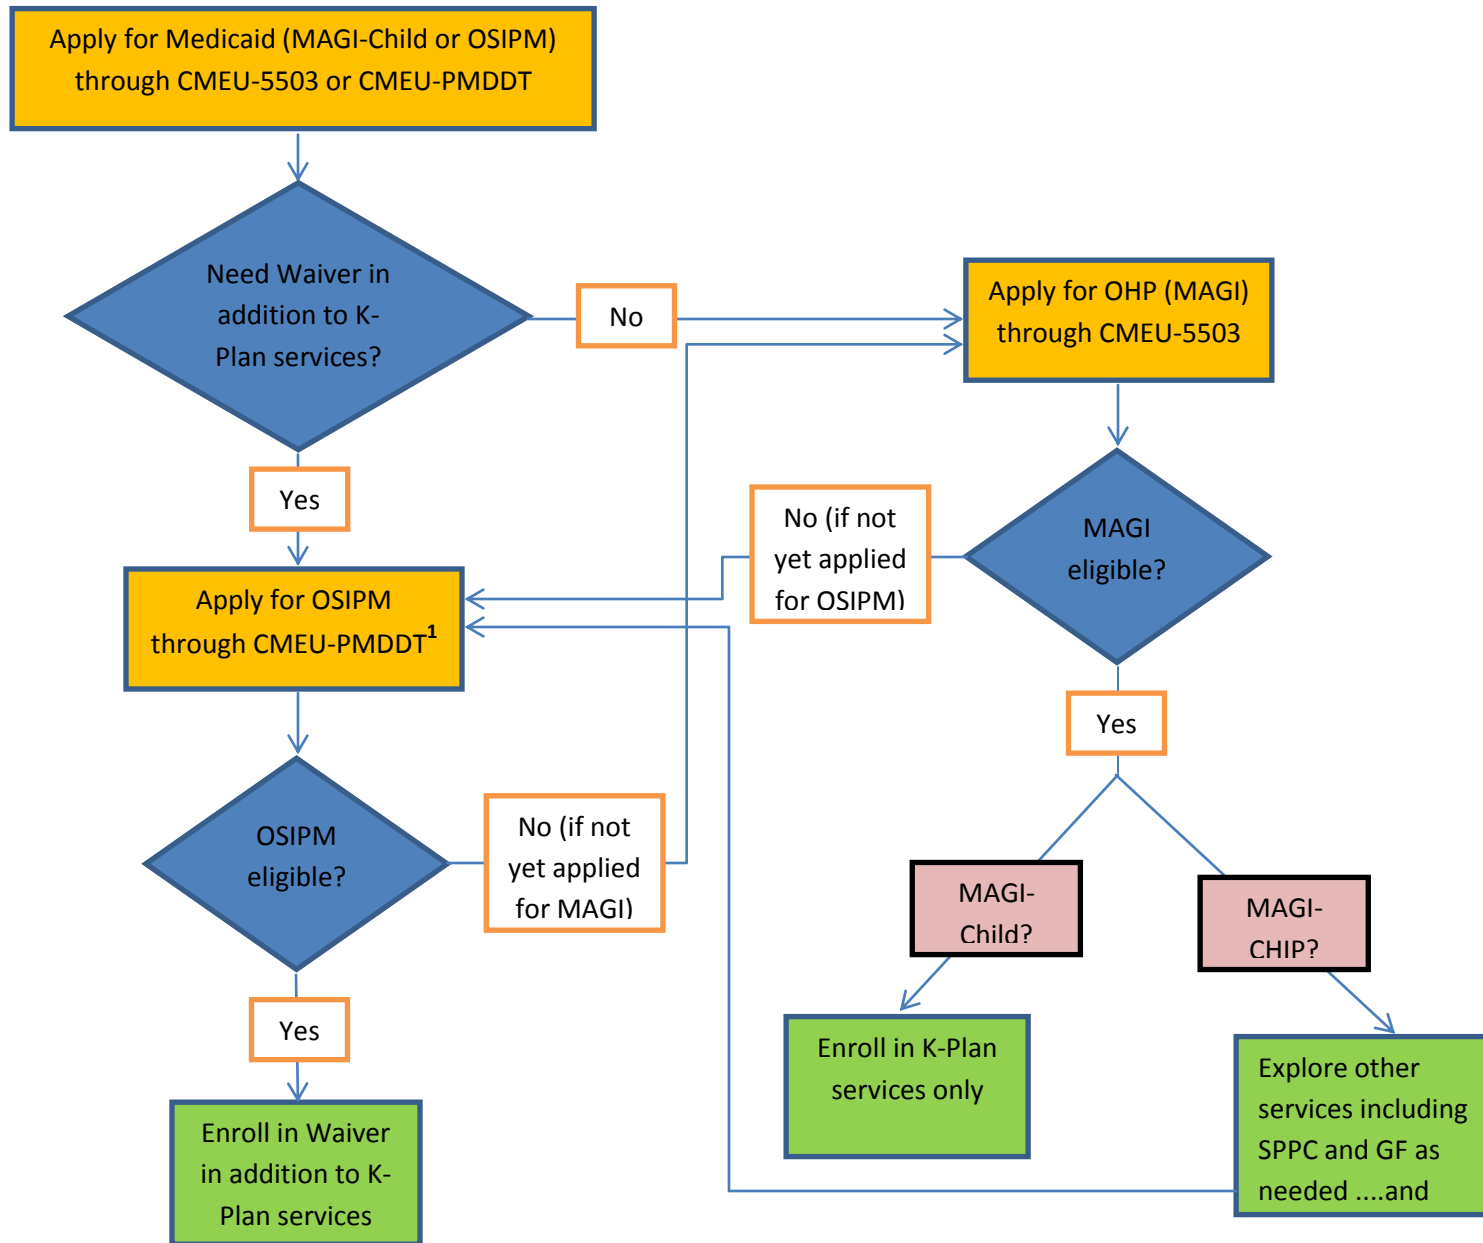 Apply for Medicaid (MAGI-Child or OSIPM)
through CMEU-5503 or CMEU-PMDDT
Need Waiver in
addition to K-
Plan services?
No
Apply for OHP (MAGI)
through CMEU-5503
Yes
No (if not
yet applied
for OSIPM)
MAGI
eligible?
Apply for OSIPM
through CMEU-PMDDT¹
Yes
OSIPM
eligible?
No (if not
yet applied
for MAGI)
MAGI-
Child?
MAGI-
CHIP?
Yes
Enroll in K-Plan
services only
Explore other
services including
SPPC and GF as
needed ....and
Enroll in Waiver
in addition to K-
Plan services